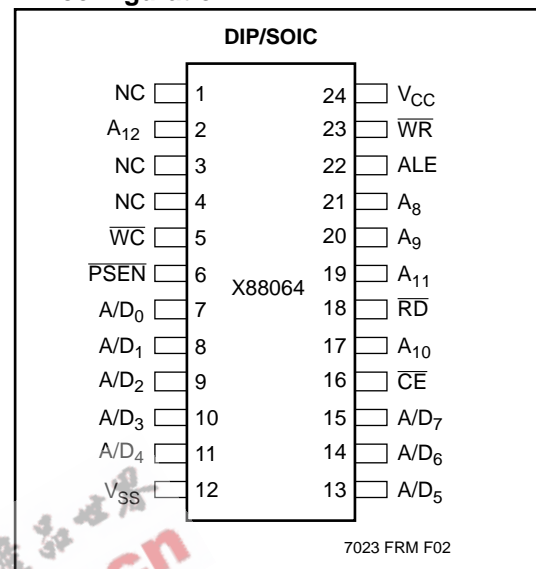 DIP/SOIC
NC 1 24 VCC
A12 2 23 WR
NC 3 22 ALE
NC 4 21 A8
WC 5 20 A9
PSEN 6 19 A11
X88064
A/D0 7 18 RD
A/D1 8 17 A10
A/D2 9 16 CE
A/D3 10 15 A/D7
A/D4 11 14 A/D6
VSS 12 13 A/D5
7023 FRM F02